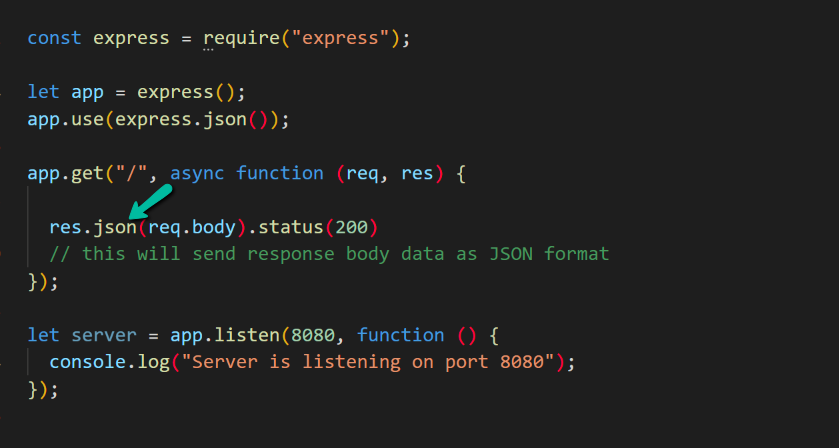 const express = require("express");
let app = express();
app.use(express.json());
app.get("/", async function (req, res) {
res.json(req.body).status(200)
// this will send response body data as JSON format
});
let server = app.listen(8080, function () {
console.log("Server is listening on port 8080");
});